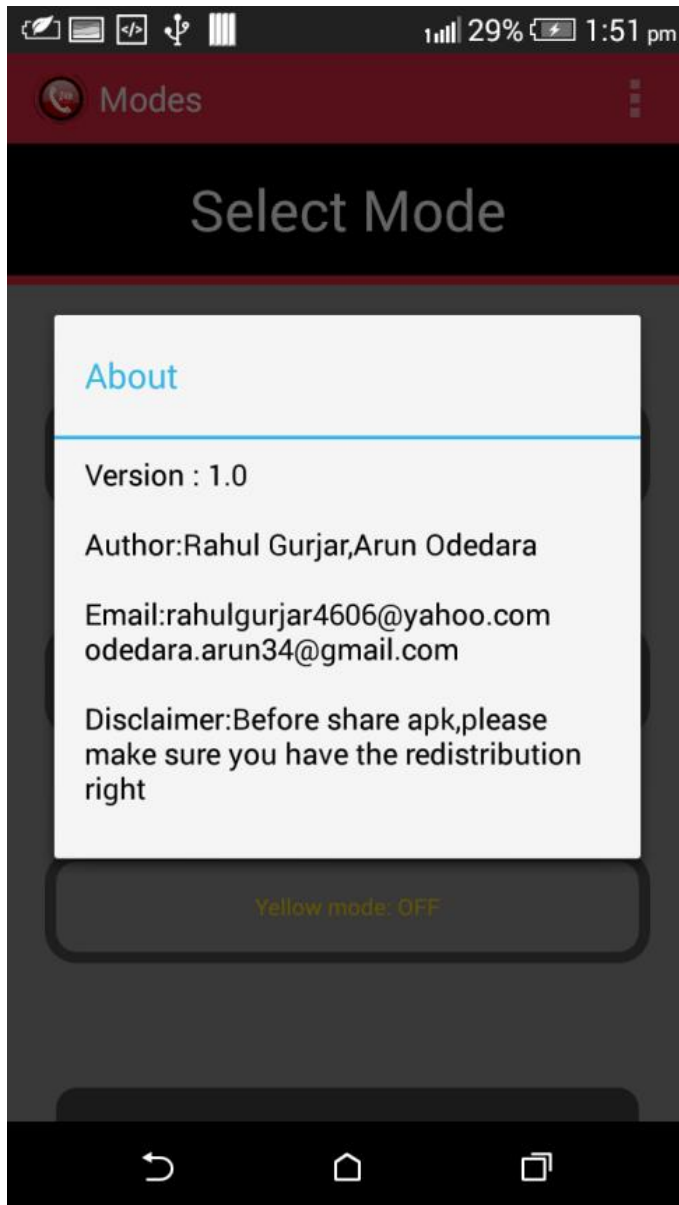 29% 1:51 pm
Modes
Select Mode
About
Version : 1.0
Author:Rahul Gurjar,Arun Odedara
Email:rahulgurjar4606@yahoo.com
odedara.arun34@gmail.com
Disclaimer:Before share apk,please
make sure you have the redistribution
right
Yellow mode: OFF